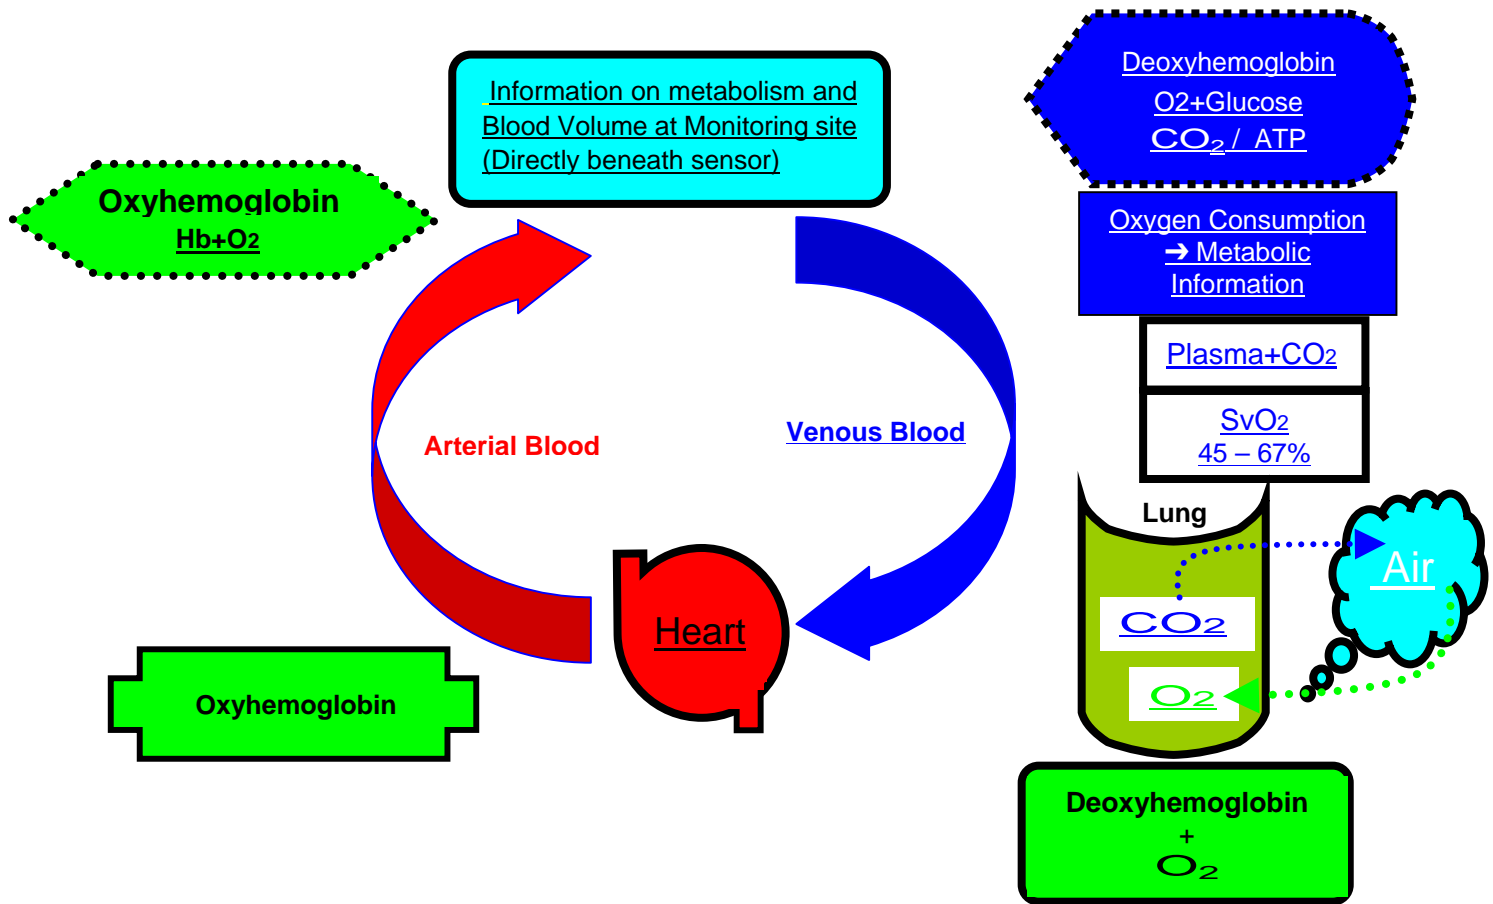 Information on metabolism and
Blood Volume at Monitoring site
(Directly beneath sensor)
Oxyhemoglobin
Hb+O2
Arterial Blood
Venous Blood
Heart
Oxyhemoglobin
Deoxyhemoglobin
O2+Glucose
CO2 / ATP
Oxygen Consumption
➔ Metabolic
Information
Plasma+CO2
SvO2
45 – 67%
Lung
Air
CO2
O2
Deoxyhemoglobin
+
O2